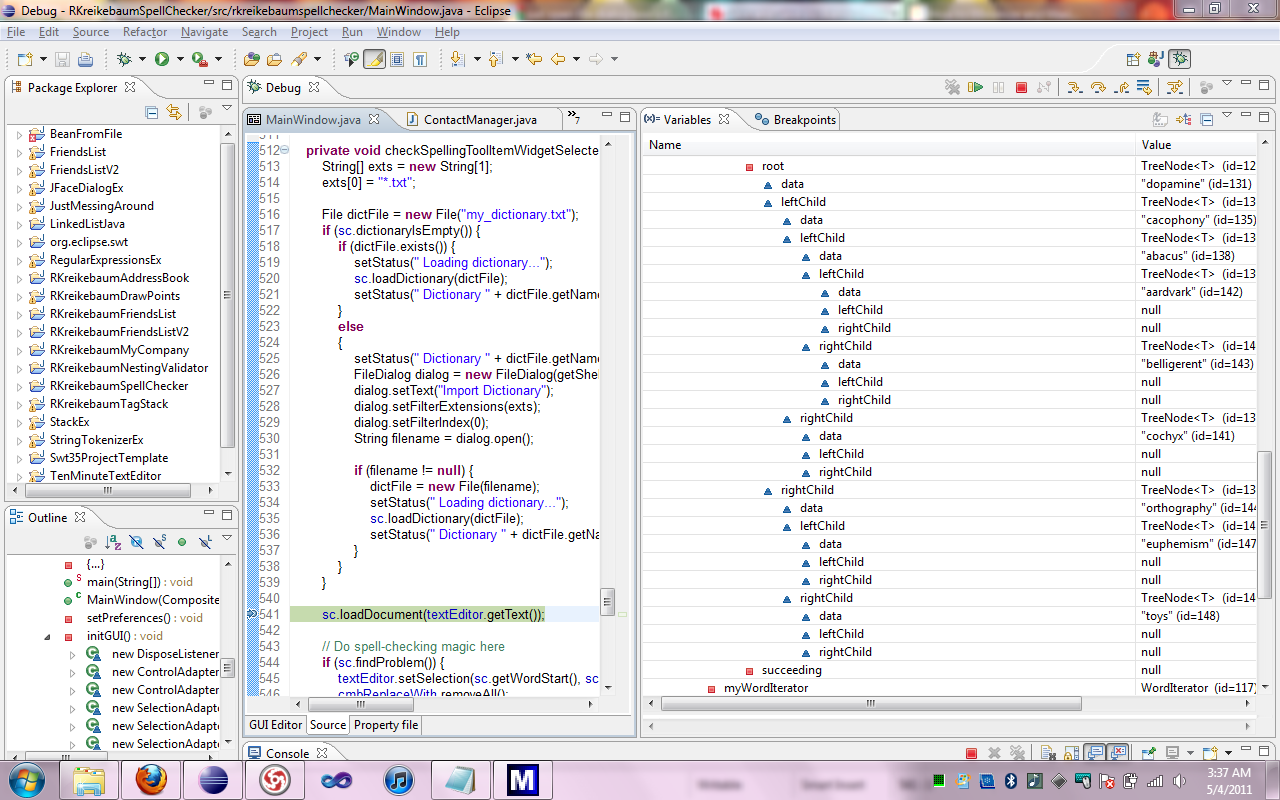 Debug - RKreikebaumSpellChecker/src/rkreikebaumspellchecker/MainWindow.java - Eclipse
File Edit Source Refactor Navigate Search Project Run Window Help
Package Explorer
BeanFromFile
FriendsList
FriendsListV2
JFaceDialogEx
JustMessingAround
LinkedListJava
org.eclipse.swt
RegularExpressionsEx
RKreikebaumAddressBook
RKreikebaumDrawPoints
RKreikebaumFriendsList
RKreikebaumFriendsListV2
RKreikebaumMyCompany
RKreikebaumNestingValidator
RKreikebaumSpellChecker
RKreikebaumTagStack
StackEx
StringTokenizerEx
Swt35ProjectTemplate
TenMinuteTextEditor
Outline
{...}
main(String[]) : void
MainWindow(Composite
setPreferences() : void
initGUI() : void
new DisposeListener
new ControlAdapter
new ControlAdapter
new SelectionAdapte
new SelectionAdapte
new SelectionAdapte
Debug
MainWindow.java ContactManager.java »7
512 private void checkSpellingToolItemWidgetSelecte
513 String[] exts = new String[1];
514 exts[0] = "*.txt";
515
516 File dictFile = new File("my_dictionary.txt");
517 if (sc.dictionaryIsEmpty()) {
518 if (dictFile.exists()) {
519 setStatus(" Loading dictionary...");
520 sc.loadDictionary(dictFile);
521 setStatus(" Dictionary " + dictFile.getName
522 }
523 else
524 {
525 setStatus(" Dictionary " + dictFile.getName
526 FileDialog dialog = new FileDialog(getShel
527 dialog.setText("Import Dictionary");
528 dialog.setFilterExtensions(exts);
529 dialog.setFilterIndex(0);
530 String filename = dialog.open();
531
532 if (filename != null) {
533 dictFile = new File(filename);
534 setStatus(" Loading dictionary...");
535 sc.loadDictionary(dictFile);
536 setStatus(" Dictionary " + dictFile.getNa
537 }
538 }
539 }
540
541 sc.loadDocument(textEditor.getText());
542
543 // Do spell-checking magic here
544 if (sc.findProblem()) {
545 textEditor.setSelection(sc.getWordStart(), sc
546 cmbReplaceWith.removeAll();
GUI Editor Source Property file
Variables Breakpoints
Name Value
root TreeNode<T> (id=12
data "dopamine" (id=131)
leftChild TreeNode<T> (id=13
data "cacophony" (id=135)
leftChild TreeNode<T> (id=13
data "abacus" (id=138)
leftChild TreeNode<T> (id=13
data "aardvark" (id=142)
leftChild null
rightChild null
rightChild TreeNode<T> (id=14
data "belligerent" (id=143)
leftChild null
rightChild null
rightChild TreeNode<T> (id=13
data "cochyx" (id=141)
leftChild null
rightChild null
rightChild TreeNode<T> (id=13
data "orthography" (id=144
leftChild TreeNode<T> (id=14
data "euphemism" (id=147
leftChild null
rightChild null
rightChild TreeNode<T> (id=14
data "toys" (id=148)
leftChild null
rightChild null
succeeding null
myWordIterator WordIterator (id=117)
Console
M
3:37 AM
5/4/2011